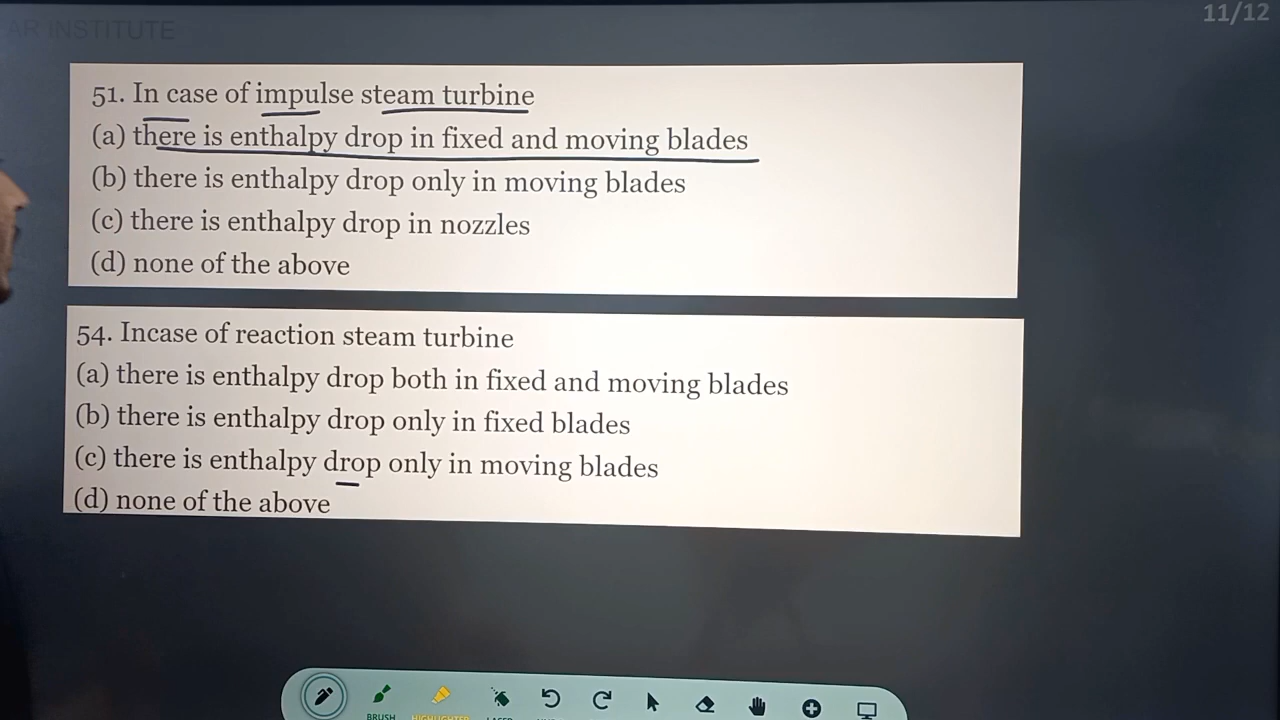 AR INSTITUTE
11/12
51. In case of impulse steam turbine
(a) there is enthalpy drop in fixed and moving blades
(b) there is enthalpy drop only in moving blades
(c) there is enthalpy drop in nozzles
(d) none of the above
54. Incase of reaction steam turbine
(a) there is enthalpy drop both in fixed and moving blades
(b) there is enthalpy drop only in fixed blades
(c) there is enthalpy drop only in moving blades
(d) none of the above
BRUSH HIGHLIGHTER